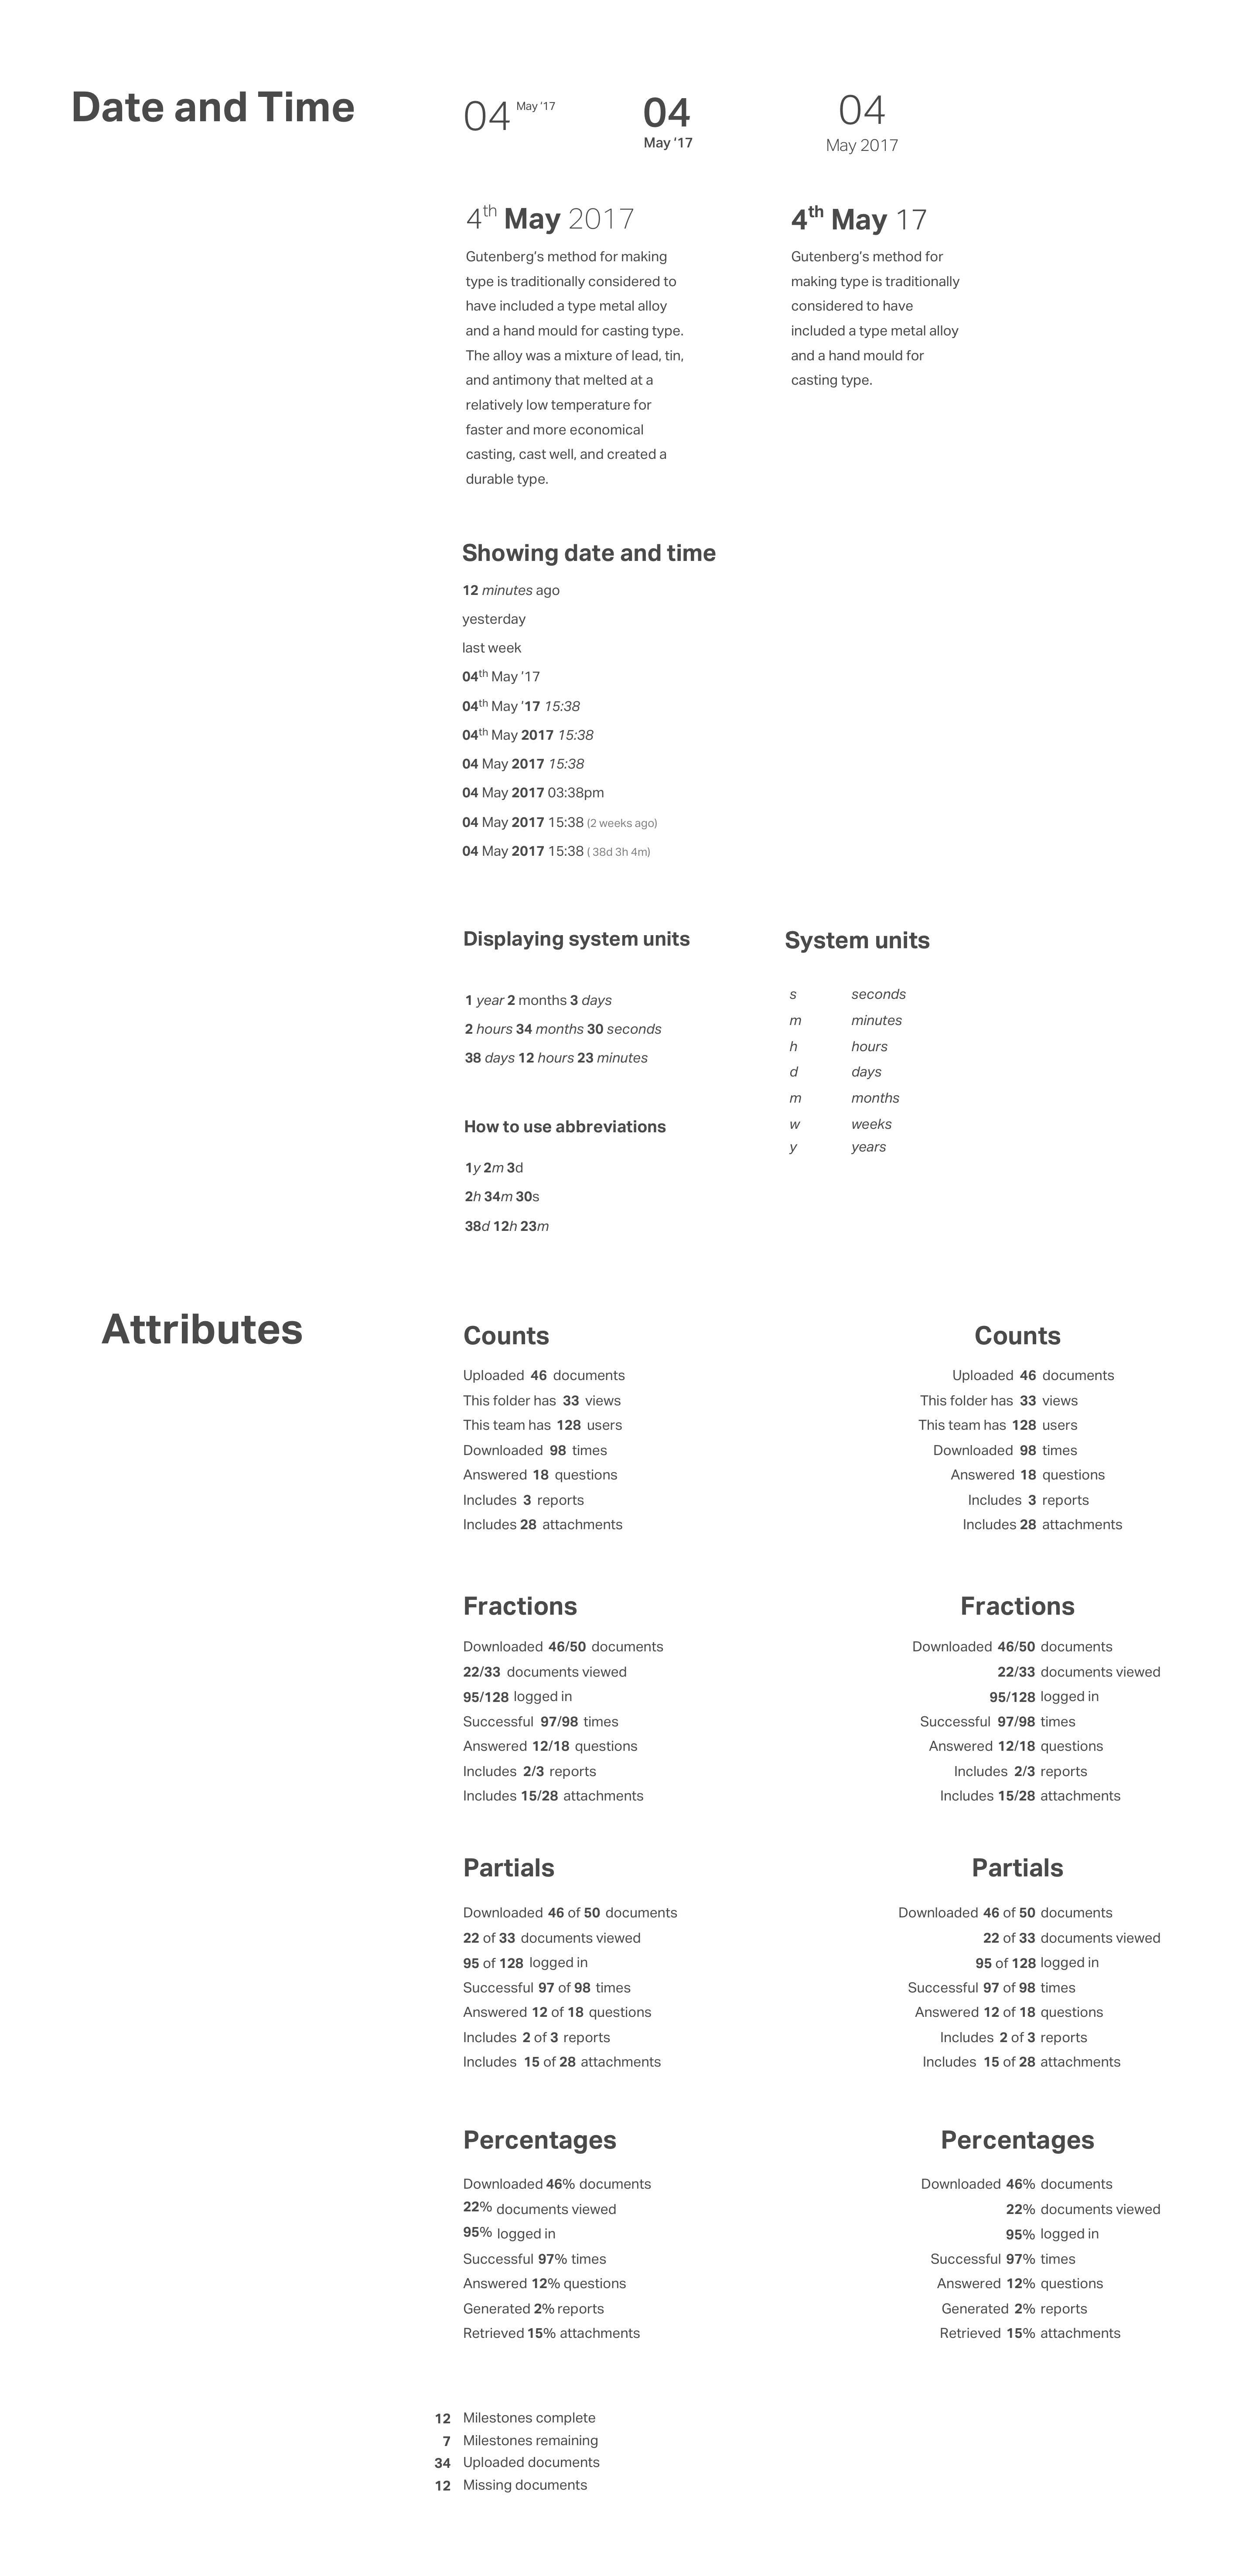 Date and Time
04 May ‘17
04
May ‘17
04
May 2017
4th May 2017
Gutenberg’s method for making
type is traditionally considered to
have included a type metal alloy
and a hand mould for casting type.
The alloy was a mixture of lead, tin,
and antimony that melted at a
relatively low temperature for
faster and more economical
casting, cast well, and created a
durable type.
4th May 17
Gutenberg’s method for
making type is traditionally
considered to have
included a type metal alloy
and a hand mould for
casting type.
Showing date and time
12 minutes ago
yesterday
last week
04th May ‘17
04th May ‘17 15:38
04th May 2017 15:38
04 May 2017 15:38
04 May 2017 03:38pm
04 May 2017 15:38 (2 weeks ago)
04 May 2017 15:38 ( 38d 3h 4m)
Displaying system units
1 year 2 months 3 days
2 hours 34 months 30 seconds
38 days 12 hours 23 minutes
How to use abbreviations
1y 2m 3d
2h 34m 30s
38d 12h 23m
System units
s seconds
m minutes
h hours
d days
m months
w weeks
y years
Attributes
Counts
Uploaded 46 documents
This folder has 33 views
This team has 128 users
Downloaded 98 times
Answered 18 questions
Includes 3 reports
Includes 28 attachments
Counts
Uploaded 46 documents
This folder has 33 views
This team has 128 users
Downloaded 98 times
Answered 18 questions
Includes 3 reports
Includes 28 attachments
Fractions
Downloaded 46/50 documents
22/33 documents viewed
95/128 logged in
Successful 97/98 times
Answered 12/18 questions
Includes 2/3 reports
Includes 15/28 attachments
Fractions
Downloaded 46/50 documents
22/33 documents viewed
95/128 logged in
Successful 97/98 times
Answered 12/18 questions
Includes 2/3 reports
Includes 15/28 attachments
Partials
Downloaded 46 of 50 documents
22 of 33 documents viewed
95 of 128 logged in
Successful 97 of 98 times
Answered 12 of 18 questions
Includes 2 of 3 reports
Includes 15 of 28 attachments
Partials
Downloaded 46 of 50 documents
22 of 33 documents viewed
95 of 128 logged in
Successful 97 of 98 times
Answered 12 of 18 questions
Includes 2 of 3 reports
Includes 15 of 28 attachments
Percentages
Downloaded 46% documents
22% documents viewed
95% logged in
Successful 97% times
Answered 12% questions
Generated 2% reports
Retrieved 15% attachments
Percentages
Downloaded 46% documents
22% documents viewed
95% logged in
Successful 97% times
Answered 12% questions
Generated 2% reports
Retrieved 15% attachments
12 Milestones complete
7 Milestones remaining
34 Uploaded documents
12 Missing documents